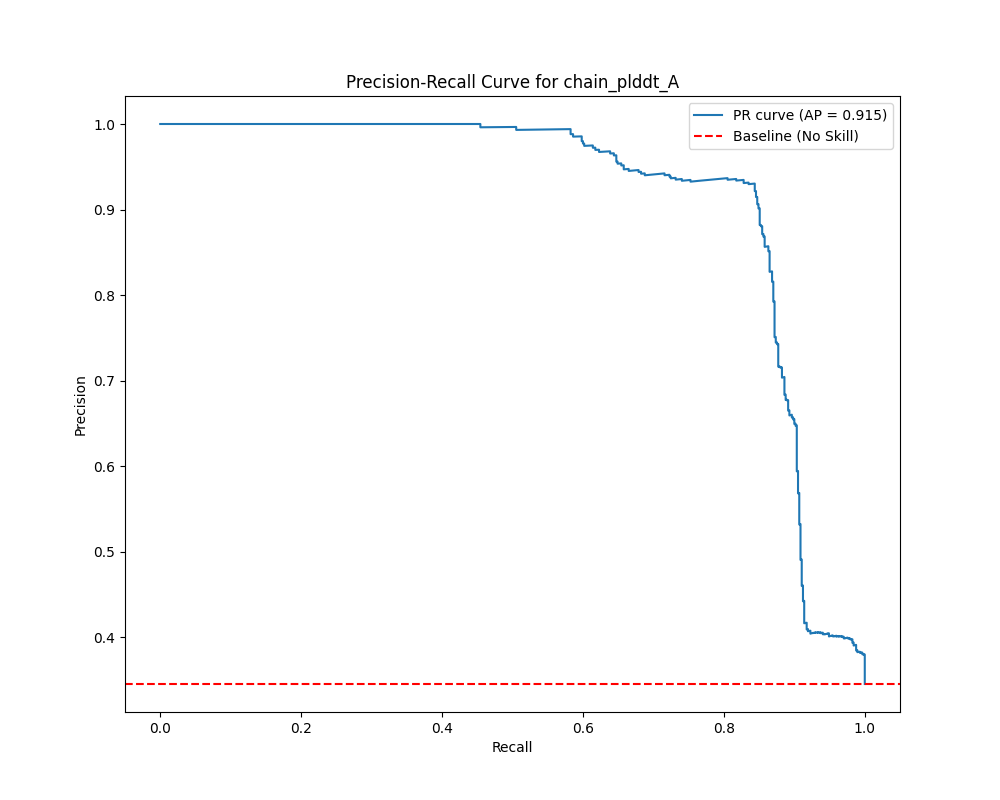 Precision-Recall Curve for chain_plddt_A
PR curve (AP = 0.915)
Baseline (No Skill)
Precision
1.0
0.9
0.8
0.7
0.6
0.5
0.4
0.0 0.2 0.4 0.6 0.8 1.0
Recall